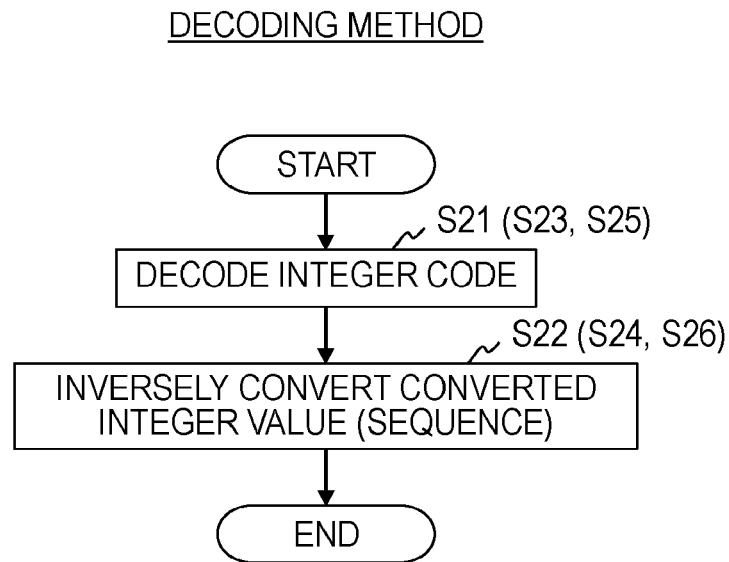 DECODING METHOD
START
S21 (S23, S25)
DECODE INTEGER CODE
S22 (S24, S26)
INVERSELY CONVERT CONVERTED
INTEGER VALUE (SEQUENCE)
END